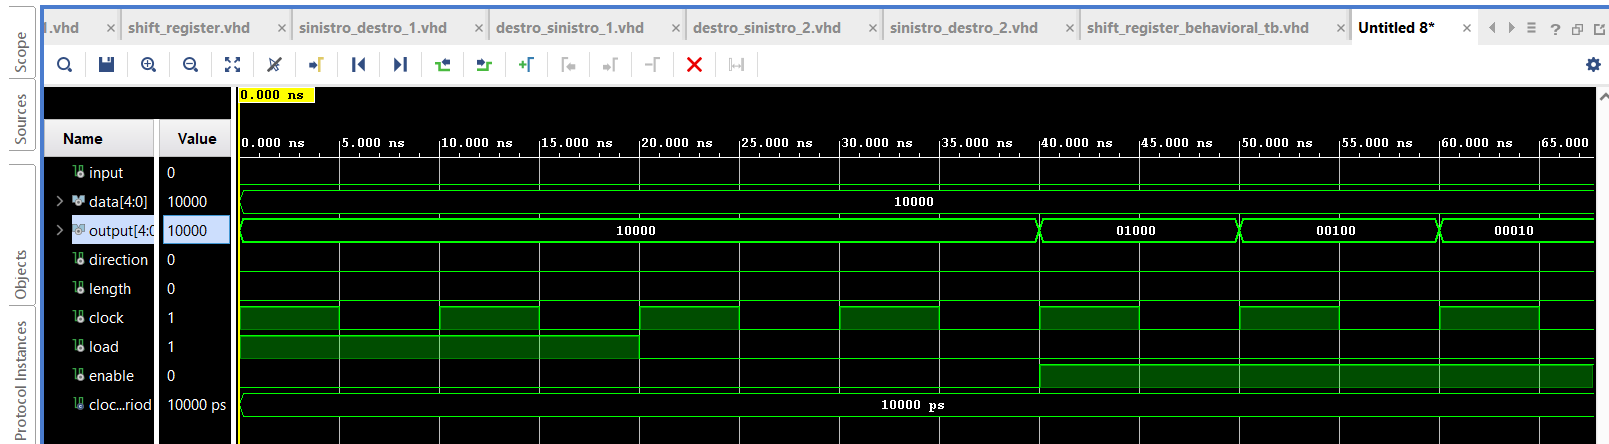 1.vhd × shift_register.vhd × sinistro_destro_1.vhd × destro_sinistro_1.vhd × destro_sinistro_2.vhd × sinistro_destro_2.vhd × shift_register_behavioral_tb.vhd × Untitled 8* ×
Scope
Sources
Objects
Protocol Instances
0.000 ns
Name Value
0.000 ns 5.000 ns 10.000 ns 15.000 ns 20.000 ns 25.000 ns 30.000 ns 35.000 ns 40.000 ns 45.000 ns 50.000 ns 55.000 ns 60.000 ns 65.000
input 0
data[4:0] 10000 10000
output[4:0 10000 10000 01000 00100 00010
direction 0
length 0
clock 1
load 1
enable 0
cloc...riod 10000 ps 10000 ps